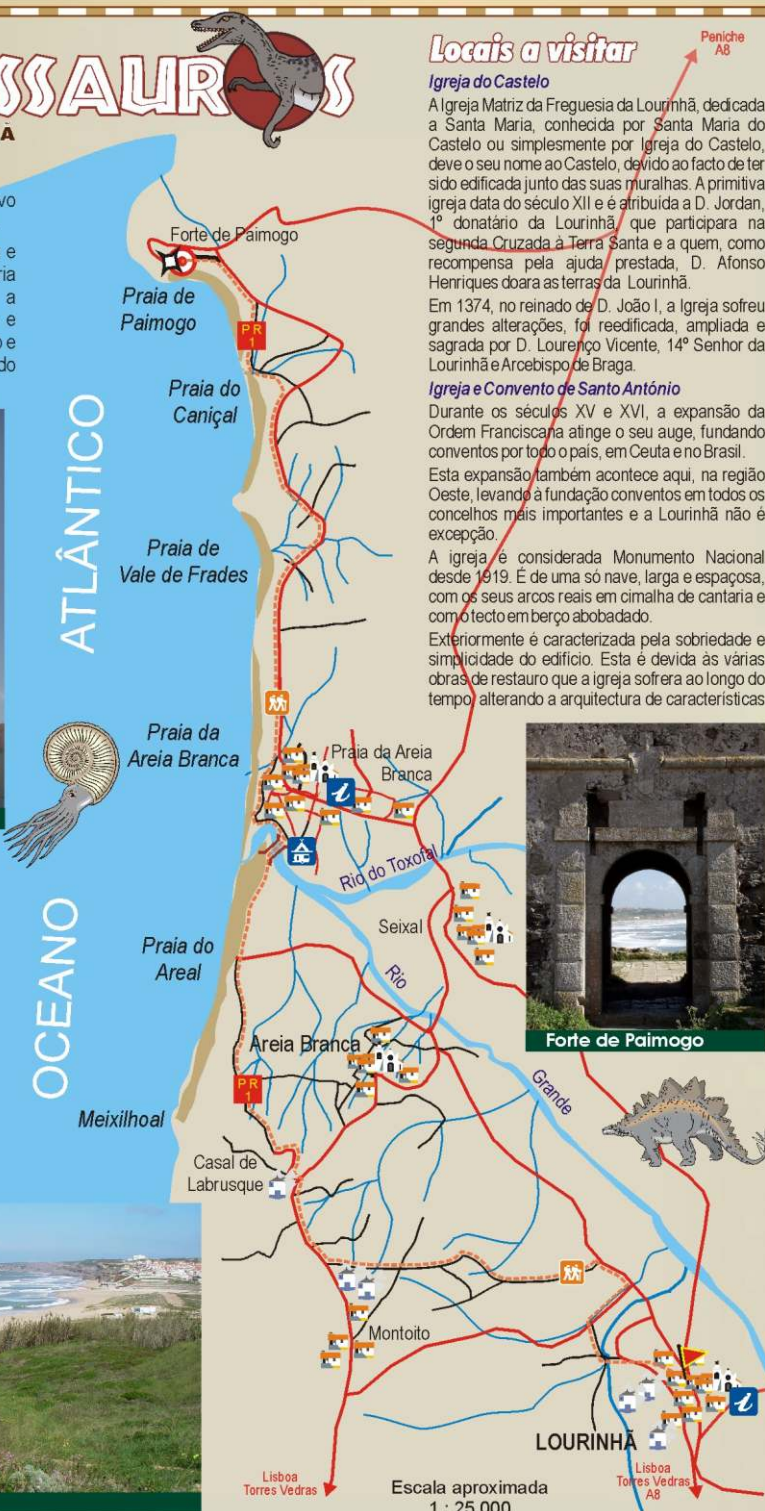 SSAUROS
Ã
vo
e
ria
a
e
o e
do
Locais a visitar
Peniche
A8
Igreja do Castelo
A Igreja Matriz da Freguesia da Lourinhã, dedicada
a Santa Maria, conhecida por Santa Maria do
Castelo ou simplesmente por Igreja do Castelo,
deve o seu nome ao Castelo, devido ao facto de ter
sido edificada junto das suas muralhas. A primitiva
igreja data do século XII e é atribuída a D. Jordan,
1º donatário da Lourinhã, que participara na
segunda Cruzada à Terra Santa e a quem, como
recompensa pela ajuda prestada, D. Afonso
Henriques doara as terras da Lourinhã.
Em 1374, no reinado de D. João I, a Igreja sofreu
grandes alterações, foi reedificada, ampliada e
sagrada por D. Lourenço Vicente, 14º Senhor da
Lourinhã e Arcebispo de Braga.
Igreja e Convento de Santo António
Durante os séculos XV e XVI, a expansão da
Ordem Franciscana atinge o seu auge, fundando
conventos por todo o país, em Ceuta e no Brasil.
Esta expansão também acontece aqui, na região
Oeste, levando à fundação conventos em todos os
concelhos mais importantes e a Lourinhã não é
excepção.
A igreja é considerada Monumento Nacional
desde 1919. É de uma só nave, larga e espaçosa,
com os seus arcos reais em cimalha de cantaria e
com o tecto em berço abobadado.
Exteriormente é caracterizada pela sobriedade e
simplicidade do edifício. Esta é devida às várias
obras de restauro que a igreja sofrera ao longo do
tempo, alterando a arquitectura de características
Forte de Paimogo
Praia de
Paimogo
PR
1
Praia do
Caniçal
ATLÂNTICO
Praia de
Vale de Frades
Praia da
Areia Branca
Praia da Areia
Branca
i
Rio do Toxofal
Seixal
Praia do
Areal
Rio
Grande
OCEANO
Areia Branca
Forte de Paimogo
PR
1
Meixilhoal
Casal de
Labrusque
Montoito
LOURINHÃ
i
Lisboa
Torres Vedras
Lisboa
Torres Vedras
A8
Escala aproximada
1 : 25 000